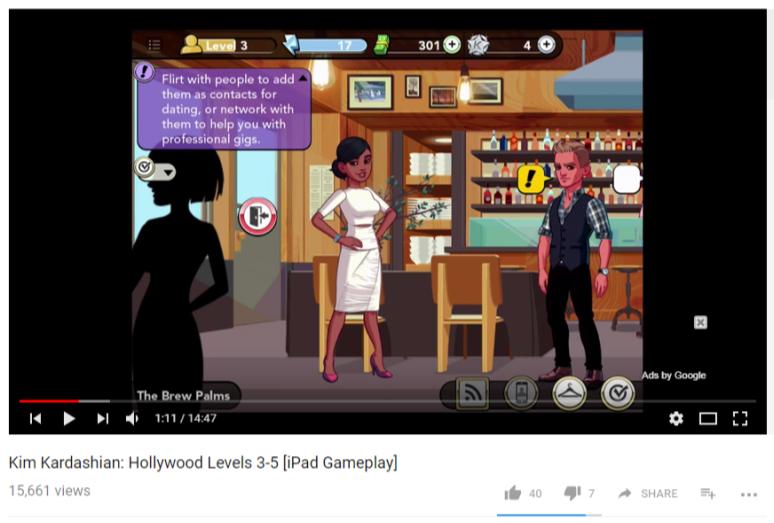 Level 3
17
301
4
Flirt with people to add
them as contacts for
dating, or network with
them to help you with
professional gigs.
!
Ads by Google
The Brew Palms
1:11 / 14:47
Kim Kardashian: Hollywood Levels 3-5 [iPad Gameplay]
15,661 views
40
7
SHARE